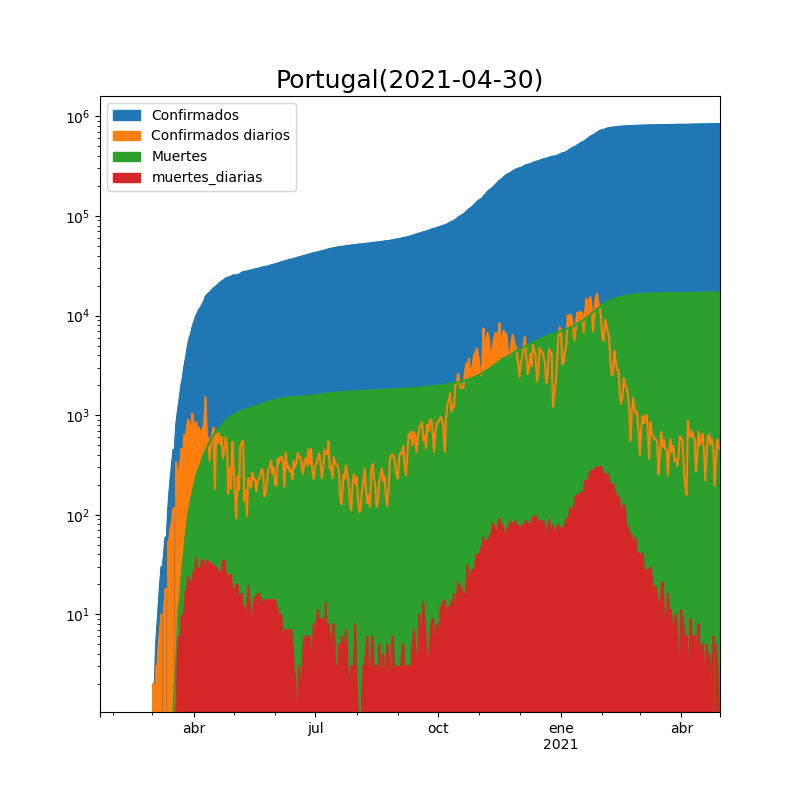 Portugal(2021-04-30)
Confirmados
Confirmados diarios
Muertes
muertes_diarias
10⁶
10⁵
10⁴
10³
10²
10¹
abr jul oct ene abr
2021